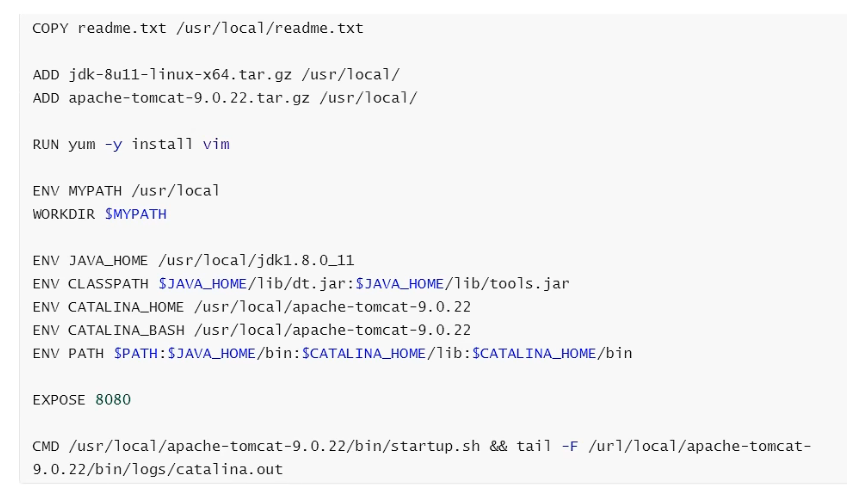 COPY readme.txt /usr/local/readme.txt
ADD jdk-8u11-linux-x64.tar.gz /usr/local/
ADD apache-tomcat-9.0.22.tar.gz /usr/local/
RUN yum -y install vim
ENV MYPATH /usr/local
WORKDIR $MYPATH
ENV JAVA_HOME /usr/local/jdk1.8.0_11
ENV CLASSPATH $JAVA_HOME/lib/dt.jar:$JAVA_HOME/lib/tools.jar
ENV CATALINA_HOME /usr/local/apache-tomcat-9.0.22
ENV CATALINA_BASH /usr/local/apache-tomcat-9.0.22
ENV PATH $PATH:$JAVA_HOME/bin:$CATALINA_HOME/lib:$CATALINA_HOME/bin
EXPOSE 8080
CMD /usr/local/apache-tomcat-9.0.22/bin/startup.sh && tail -F /url/local/apache-tomcat-
9.0.22/bin/logs/catalina.out